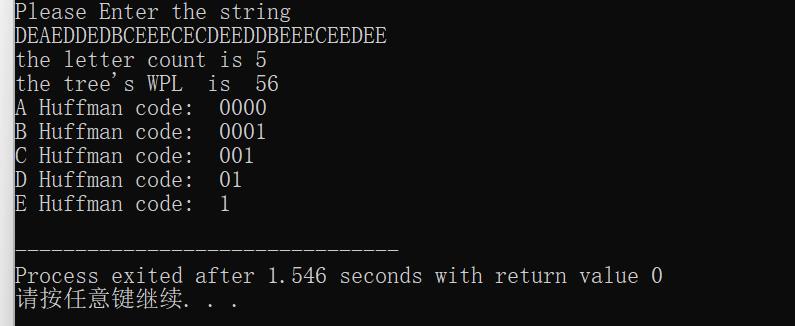 Please Enter the string
DEAEDDEDBCEEECECDEEDDBEEECEEDEE
the letter count is 5
the tree's WPL  is  56
A Huffman code:  0000
B Huffman code:  0001
C Huffman code:  001
D Huffman code:  01
E Huffman code:  1
--------------------------------
Process exited after 1.546 seconds with return value 0
请按任意键继续. . .